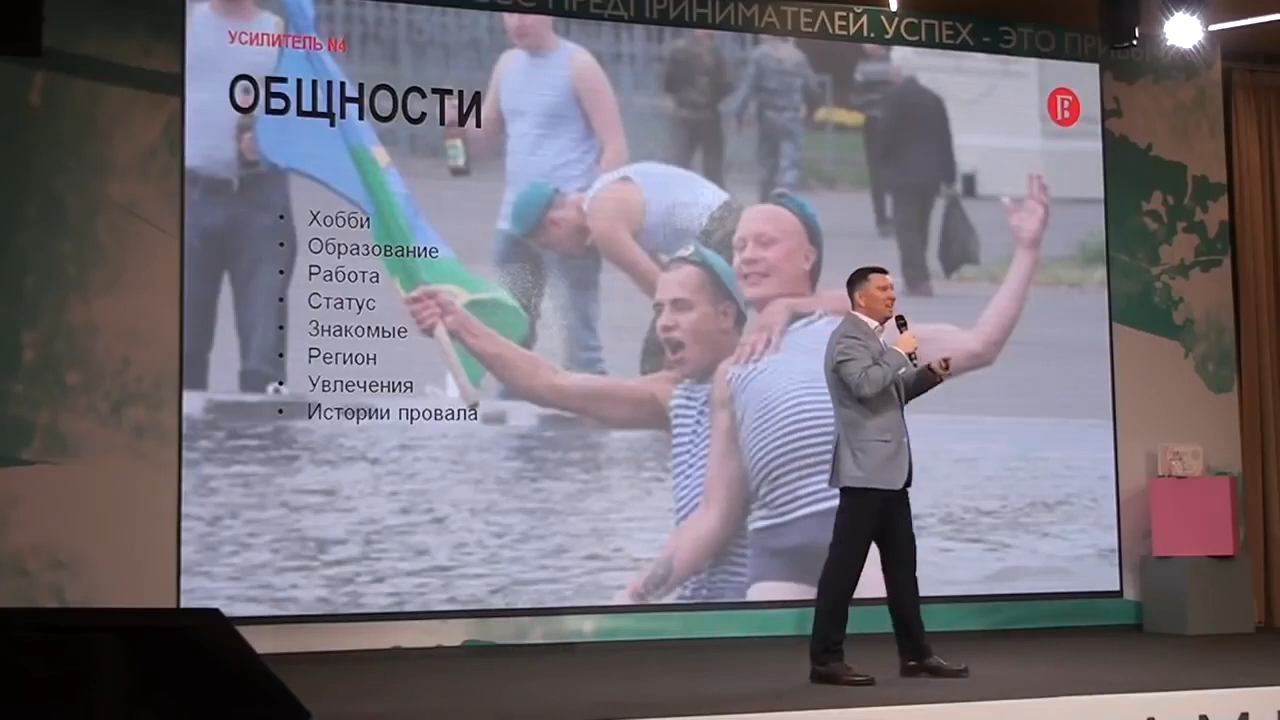 ПРЕДПРИНИМАТЕЛЕЙ. УСПЕХ - ЭТО
УСИЛИТЕЛЬ №4
ОБЩНОСТИ
• Хобби
• Образование
• Работа
• Статус
• Знакомые
• Регион
• Увлечения
• Истории провала